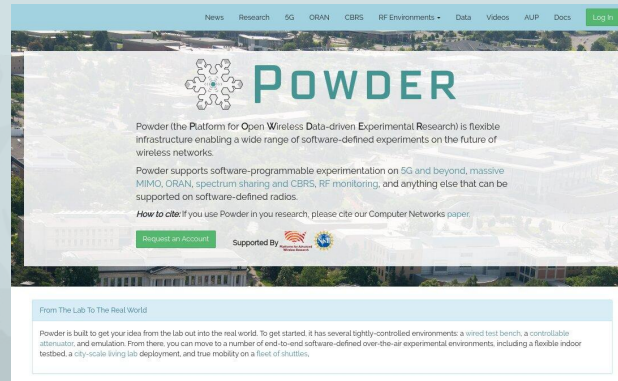 News Research 5G ORAN CBRS RF Environments Data Videos AUP Docs Log In
POWDER
Powder (the Platform for Open Wireless Data-driven Experimental Research) is flexible
infrastructure enabling a wide range of software-defined experiments on the future of
wireless networks.
Powder supports software-programmable experimentation on 5G and beyond, massive
MIMO, ORAN, spectrum sharing and CBRS, RF monitoring, and anything else that can be
supported on software-defined radios.
How to cite: If you use Powder in you research, please cite our Computer Networks paper.
Request an Account Supported By
From The Lab To The Real World
Powder is built to get your idea from the lab out into the real world. To get started, it has several tightly-controlled environments: a wired test bench, a controllable
attenuator, and emulation. From there, you can move to a number of end-to-end software-defined over-the-air experimental environments, including a flexible indoor
testbed, a city-scale living lab deployment, and true mobility on a fleet of shuttles.